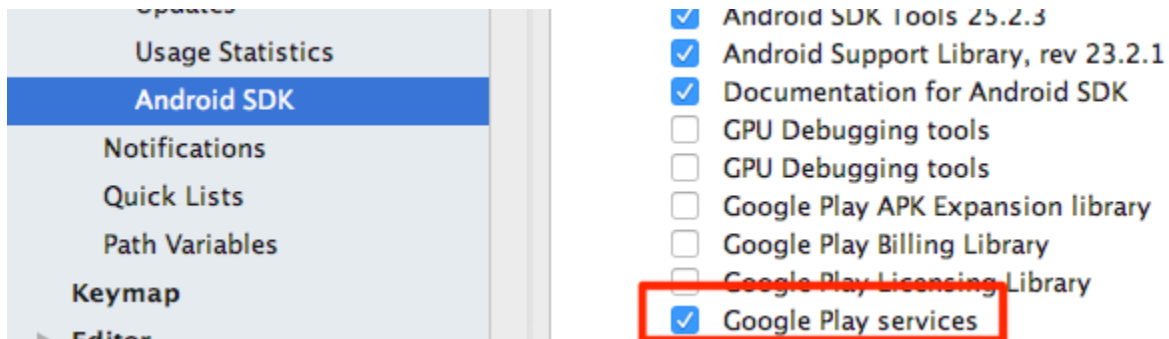 Updates
Usage Statistics
Android SDK
Notifications
Quick Lists
Path Variables
Keymap
Editor
Android SDK Tools 25.2.3
Android Support Library, rev 23.2.1
Documentation for Android SDK
GPU Debugging tools
GPU Debugging tools
Google Play APK Expansion library
Google Play Billing Library
Google Play Licensing Library
Google Play services